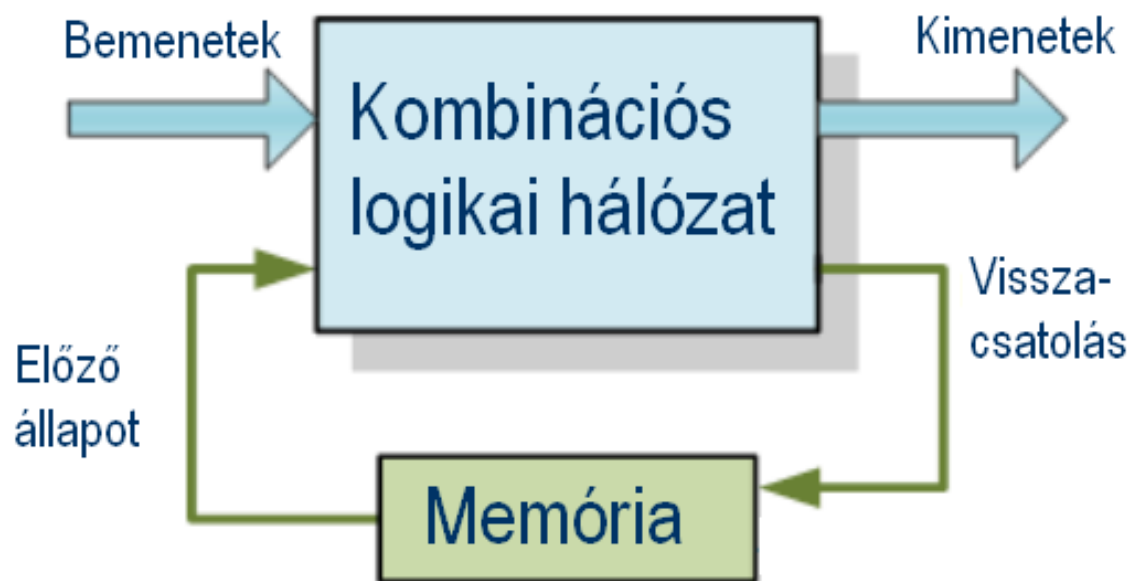 Bemenetek
Kimenetek
Kombinációs
logikai hálózat
Vissza-
csatolás
Előző
állapot
Memória